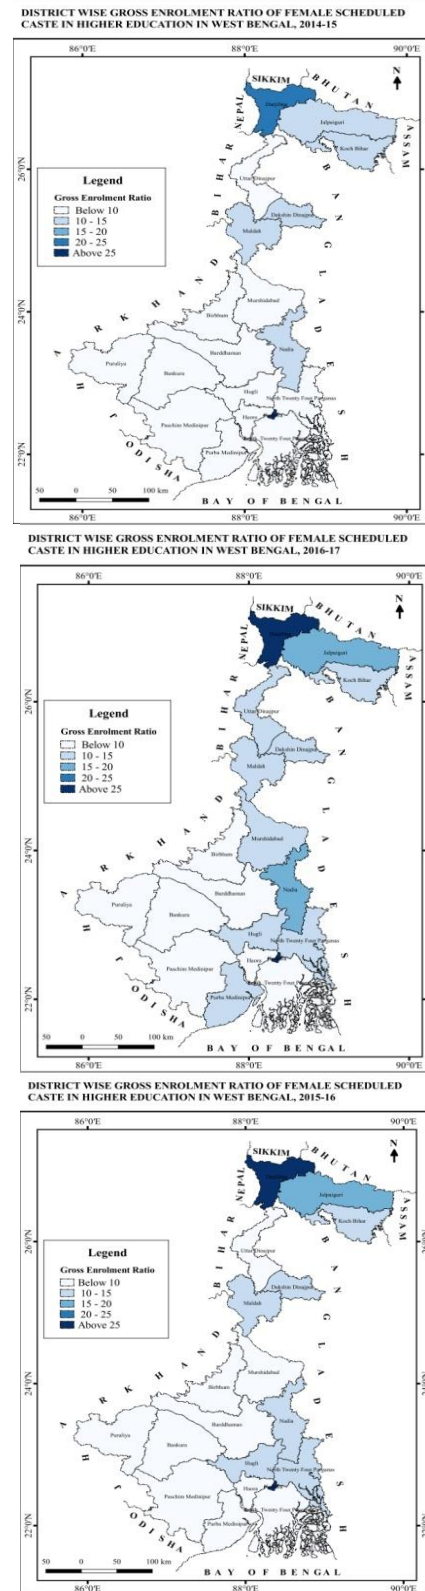 DISTRICT WISE GROSS ENROLMENT RATIO OF FEMALE SCHEDULED
CASTE IN HIGHER EDUCATION IN WEST BENGAL, 2014-15
86°0'E 88°0'E 90°0'E
SIKKIM
BHUTAN
N
NEPAL
Jalpaiguri
Koch Bihar
ASSAM
26°0'N
BIHAR
Uttar Dinajpur
BANGLADESH
Dakshin Dinajpur
Maldah
Legend
Gross Enrolment Ratio
Below 10
10 - 15
15 - 20
20 - 25
Above 25
24°0'N
JHARKHAND
Murshidabad
Birbhum
Nadia
Barddhaman
Puruliya
Bankura
Hugli
North Twenty Four Parganas
Haora
Paschim Medinipur
Twenty Four
Purba Medinipur
22°0'N
ODISHA
50 0 50 100 km
BAY OF BENGAL
86°0'E 88°0'E 90°0'E
DISTRICT WISE GROSS ENROLMENT RATIO OF FEMALE SCHEDULED
CASTE IN HIGHER EDUCATION IN WEST BENGAL, 2016-17
86°0'E 88°0'E 90°0'E
SIKKIM
BHUTAN
N
NEPAL
Jalpaiguri
Koch Bihar
ASSAM
26°0'N
BIHAR
Uttar Dinajpur
BANGLADESH
Dakshin Dinajpur
Maldah
Legend
Gross Enrolment Ratio
Below 10
10 - 15
15 - 20
20 - 25
Above 25
24°0'N
JHARKHAND
Murshidabad
Birbhum
Nadia
Barddhaman
Puruliya
Bankura
Hugli
North Twenty Four Parganas
Haora
Paschim Medinipur
Twenty Four
Purba Medinipur
22°0'N
ODISHA
50 0 50 100 km
BAY OF BENGAL
86°0'E 88°0'E 90°0'E
DISTRICT WISE GROSS ENROLMENT RATIO OF FEMALE SCHEDULED
CASTE IN HIGHER EDUCATION IN WEST BENGAL, 2015-16
86°0'E 88°0'E 90°0'E
SIKKIM
BHUTAN
N
NEPAL
Jalpaiguri
Koch Bihar
ASSAM
26°0'N
26°0'N
BIHAR
Uttar Dinajpur
BANGLADESH
Dakshin Dinajpur
Maldah
Legend
Gross Enrolment Ratio
Below 10
10 - 15
15 - 20
20 - 25
Above 25
24°0'N
24°0'N
JHARKHAND
Murshidabad
Birbhum
Nadia
Barddhaman
Puruliya
Bankura
Hugli
North Twenty Four Parganas
Haora
Paschim Medinipur
Twenty Four
Purba Medinipur
22°0'N
22°0'N
ODISHA
50 0 50 100 km
BAY OF BENGAL
86°0'E 88°0'E 90°0'E